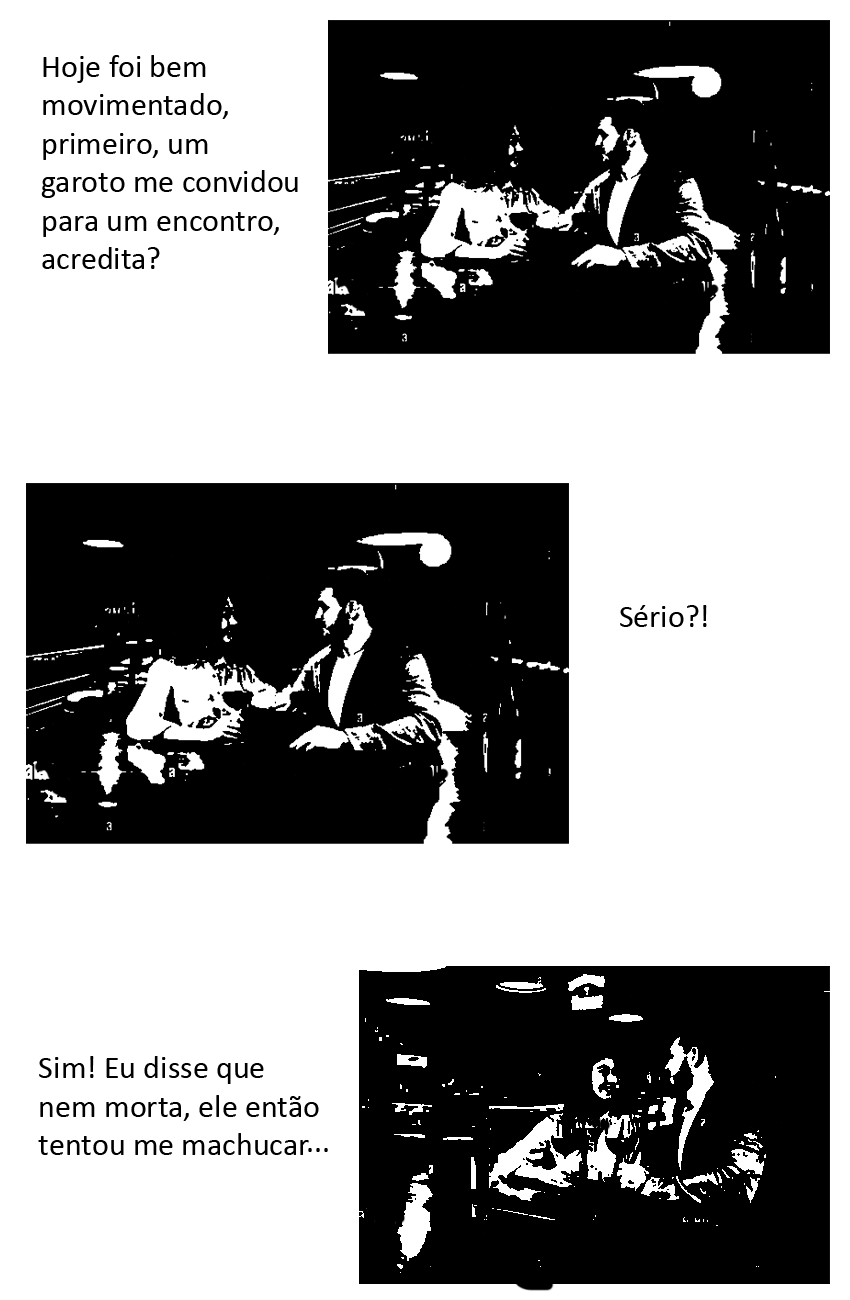 Hoje foi bem
movimentado,
primeiro, um
garoto me convidou
para um encontro,
acredita?
Sério?!
Sim! Eu disse que
nem morta, ele então
tentou me machucar...